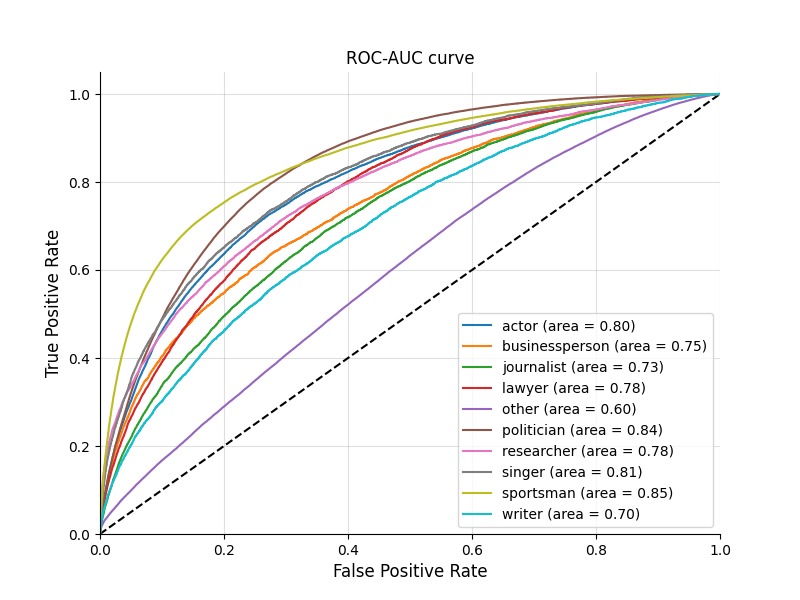 ROC-AUC curve
True Positive Rate
1.0
0.8
0.6
0.4
0.2
0.0
0.0 0.2 0.4 0.6 0.8 1.0
False Positive Rate
actor (area = 0.80)
businessperson (area = 0.75)
journalist (area = 0.73)
lawyer (area = 0.78)
other (area = 0.60)
politician (area = 0.84)
researcher (area = 0.78)
singer (area = 0.81)
sportsman (area = 0.85)
writer (area = 0.70)